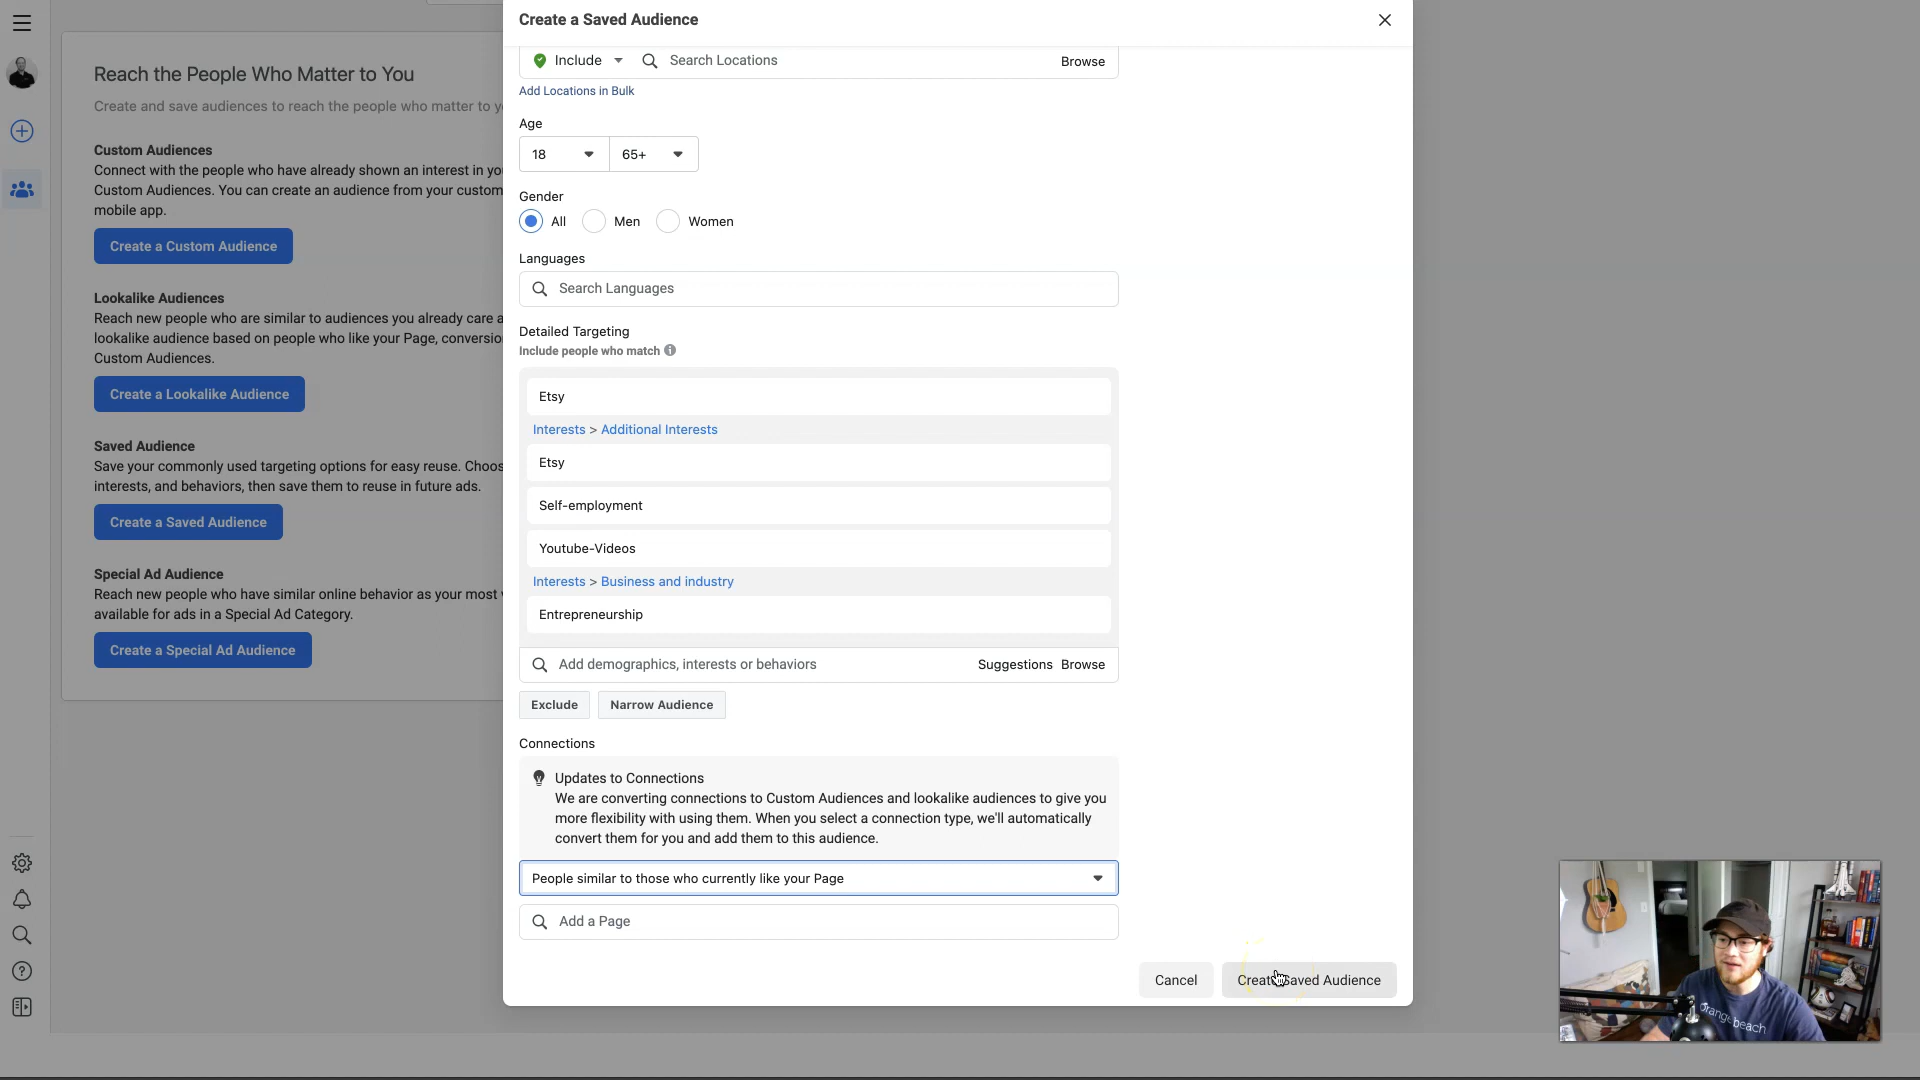 Create a Saved Audience
Include
Search Locations
Browse
Add Locations in Bulk
Age
18
65+
Gender
All
Men
Women
Languages
Search Languages
Detailed Targeting
Include people who match
Etsy
Interests > Additional Interests
Etsy
Self-employment
Youtube-Videos
Interests > Business and industry
Entrepreneurship
Add demographics, interests or behaviors
Suggestions
Browse
Exclude
Narrow Audience
Connections
Updates to Connections
We are converting connections to Custom Audiences and lookalike audiences to give you
more flexibility with using them. When you select a connection type, we'll automatically
convert them for you and add them to this audience.
People similar to those who currently like your Page
Add a Page
Cancel
Create Saved Audience
Reach the People Who Matter to You
Create and save audiences to reach the people who matter to
Custom Audiences
Connect with the people who have already shown an interest in
Custom Audiences. You can create an audience from your
mobile app.
Create a Custom Audience
Lookalike Audiences
Reach new people who are similar to audiences you already care
lookalike audience based on people who like your Page,
Custom Audiences.
Create a Lookalike Audience
Saved Audience
Save your commonly used targeting options for easy reuse.
interests, and behaviors, then save them to reuse in future ads.
Create a Saved Audience
Special Ad Audience
Reach new people who have similar online behavior as your most
available for ads in a Special Ad Category.
Create a Special Ad Audience
orange beach